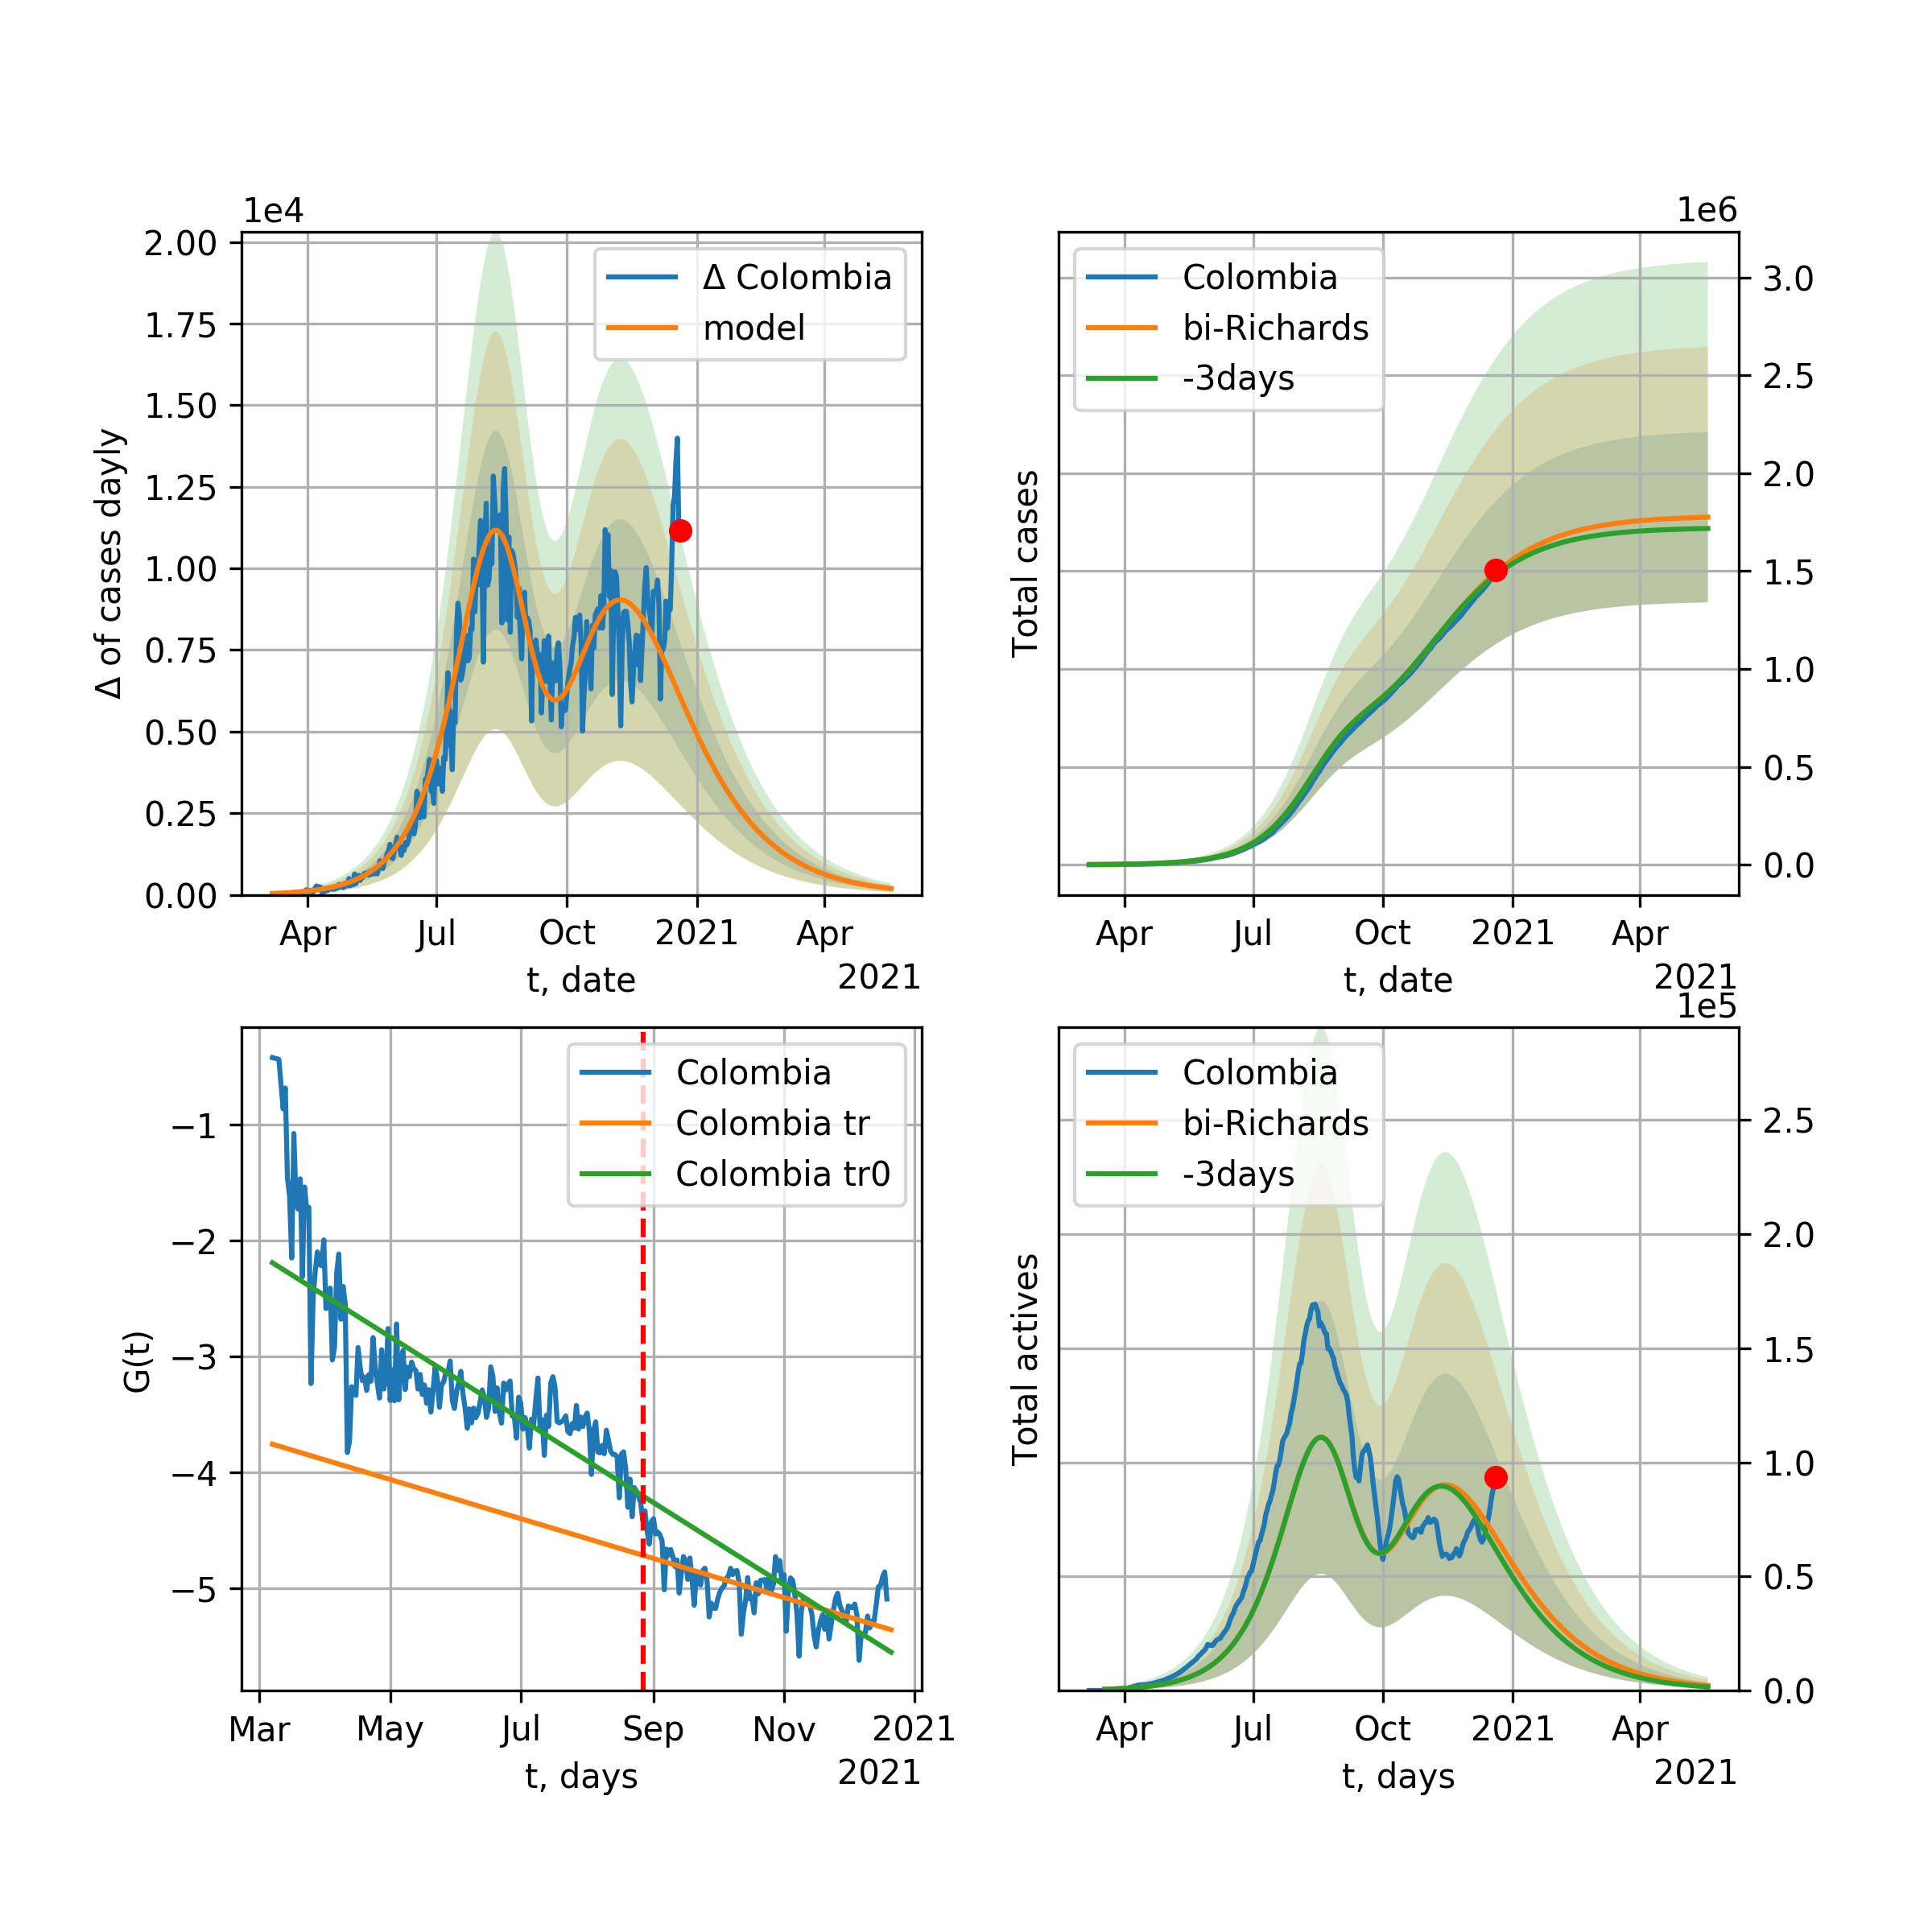 1e4
2.00
1.75
1.50
1.25
1.00
0.75
0.50
0.25
0.00
Δ of cases dayly
Δ Colombia
model
Apr Jul Oct 2021 Apr
t, date
2021
1e6
Total cases
Colombia
bi-Richards
-3days
3.0
2.5
2.0
1.5
1.0
0.5
0.0
Apr Jul Oct 2021 Apr
t, date
2021
G(t)
−1
−2
−3
−4
−5
Colombia
Colombia tr
Colombia tr0
Mar May Jul Sep Nov 2021
t, days
2021
1e5
Total actives
Colombia
bi-Richards
-3days
2.5
2.0
1.5
1.0
0.5
0.0
Apr Jul Oct 2021 Apr
t, days
2021